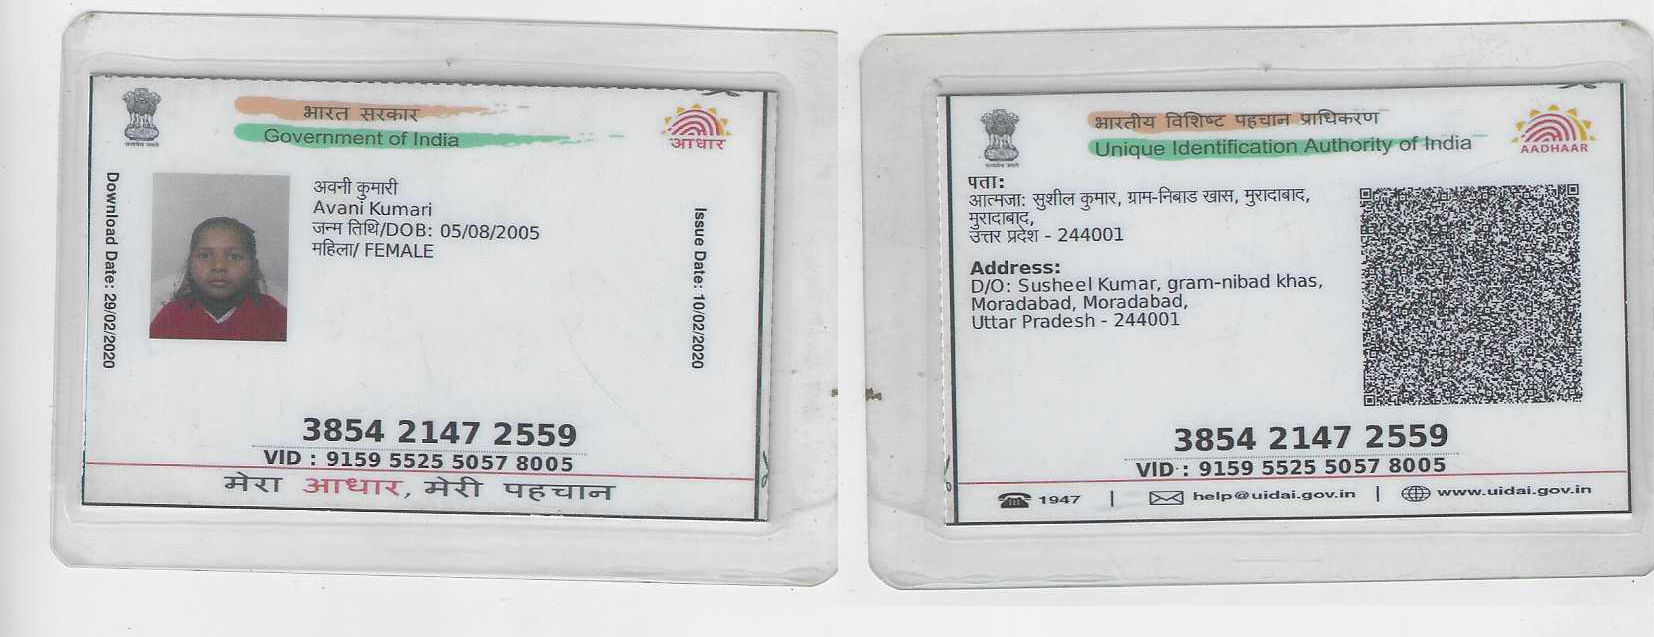 भारत सरकार
Government of India
आधार
Download Date: 29/02/2020
अवनी कुमारी
Avani Kumari
जन्म तिथि/DOB: 05/08/2005
महिला/ FEMALE
Issue Date: 10/02/2020
3854 2147 2559
VID : 9159 5525 5057 8005
मेरा आधार, मेरी पहचान
भारतीय विशिष्ट पहचान प्राधिकरण
Unique Identification Authority of India
AADHAAR
पता:
आत्मजा: सुशील कुमार, ग्राम-निबाड खास, मुरादाबाद,
मुरादाबाद,
उत्तर प्रदेश - 244001
Address:
D/O: Susheel Kumar, gram-nibad khas,
Moradabad, Moradabad,
Uttar Pradesh - 244001
3854 2147 2559
VID : 9159 5525 5057 8005
1947 | help@uidai.gov.in | www.uidai.gov.in